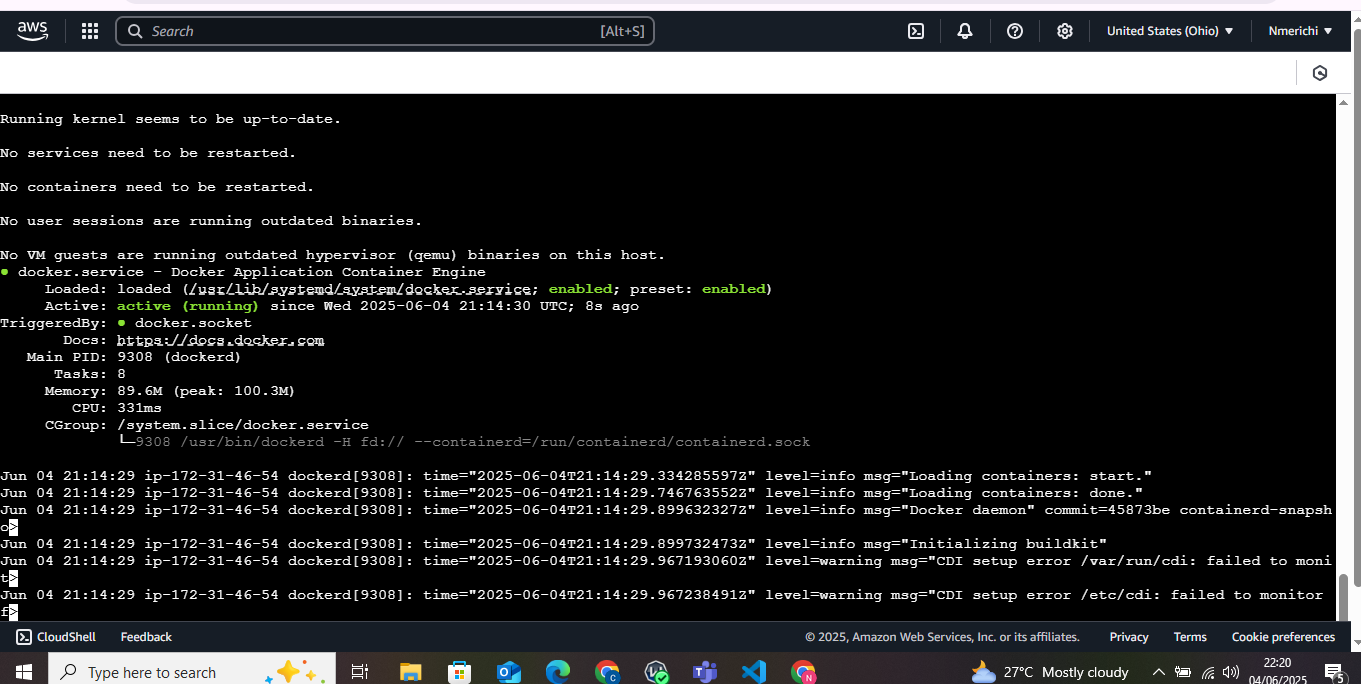 aws
Search
[Alt+S]
United States (Ohio)
Nmerichi
Running kernel seems to be up-to-date.
No services need to be restarted.
No containers need to be restarted.
No user sessions are running outdated binaries.
No VM guests are running outdated hypervisor (qemu) binaries on this host.
● docker.service - Docker Application Container Engine
Loaded: loaded (/usr/lib/systemd/system/docker.service; enabled; preset: enabled)
Active: active (running) since Wed 2025-06-04 21:14:30 UTC; 8s ago
TriggeredBy: ● docker.socket
Docs: https://docs.docker.com
Main PID: 9308 (dockerd)
Tasks: 8
Memory: 89.6M (peak: 100.3M)
CPU: 331ms
CGroup: /system.slice/docker.service
└─9308 /usr/bin/dockerd -H fd:// --containerd=/run/containerd/containerd.sock
Jun 04 21:14:29 ip-172-31-46-54 dockerd[9308]: time="2025-06-04T21:14:29.334285597Z" level=info msg="Loading containers: start."
Jun 04 21:14:29 ip-172-31-46-54 dockerd[9308]: time="2025-06-04T21:14:29.746763552Z" level=info msg="Loading containers: done."
Jun 04 21:14:29 ip-172-31-46-54 dockerd[9308]: time="2025-06-04T21:14:29.899632327Z" level=info msg="Docker daemon" commit=45873be containerd-snapsh
o>
Jun 04 21:14:29 ip-172-31-46-54 dockerd[9308]: time="2025-06-04T21:14:29.899732473Z" level=info msg="Initializing buildkit"
Jun 04 21:14:29 ip-172-31-46-54 dockerd[9308]: time="2025-06-04T21:14:29.967193060Z" level=warning msg="CDI setup error /var/run/cdi: failed to moni
t>
Jun 04 21:14:29 ip-172-31-46-54 dockerd[9308]: time="2025-06-04T21:14:29.967238491Z" level=warning msg="CDI setup error /etc/cdi: failed to monitor
f>
CloudShell
Feedback
© 2025, Amazon Web Services, Inc. or its affiliates.
Privacy
Terms
Cookie preferences
Type here to search
27°C Mostly cloudy
22:20
04/06/2025
5